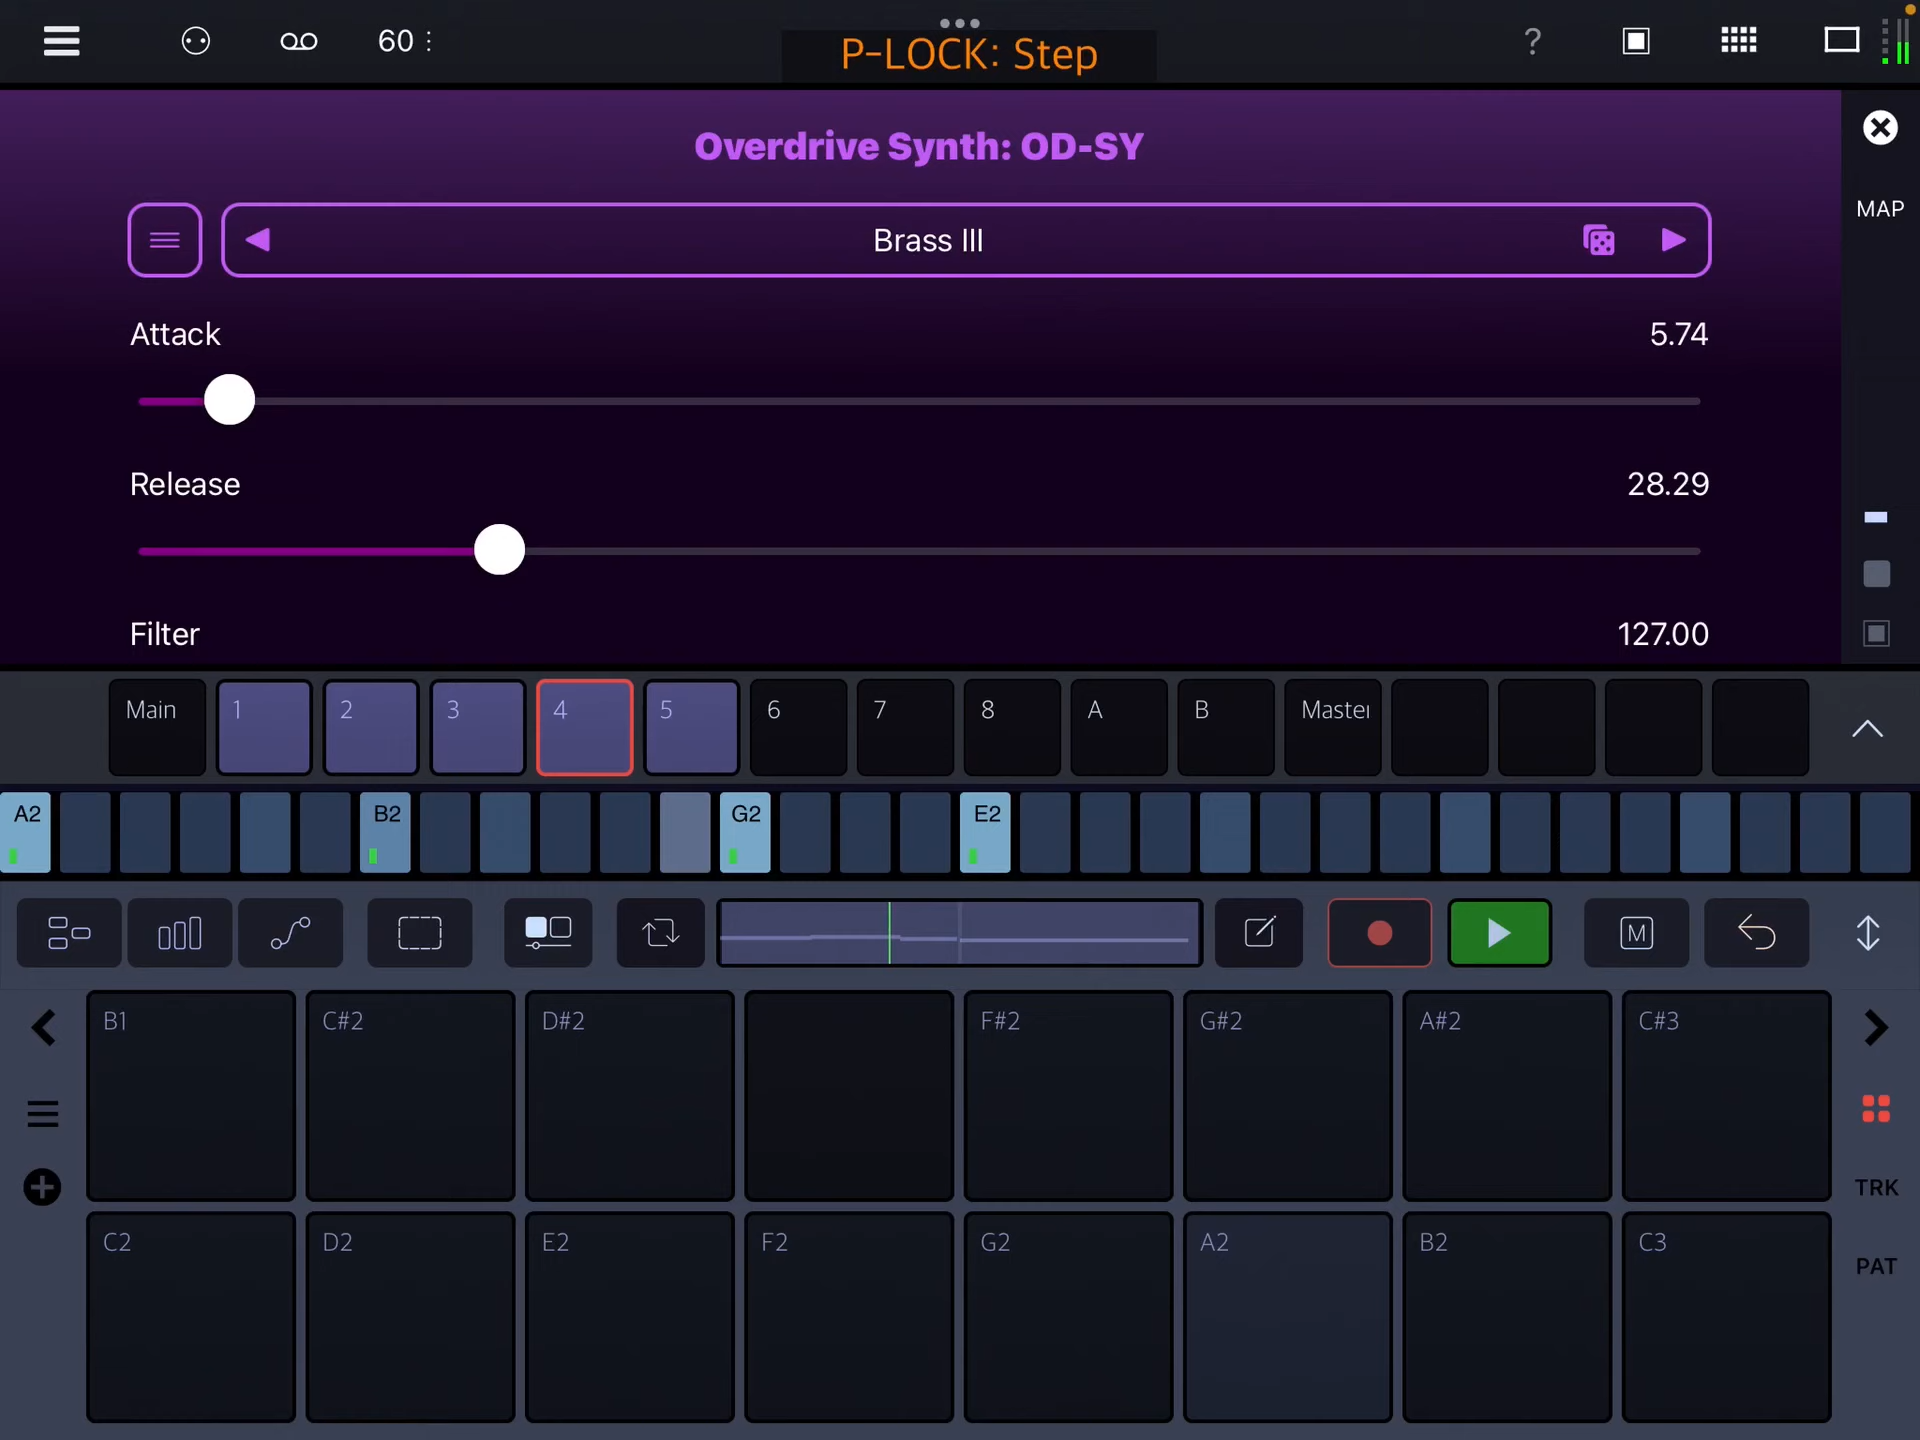 60
P-LOCK: Step
?
Overdrive Synth: OD-SY
MAP
Brass III
Attack 5.74
Release 28.29
Filter 127.00
Main 1 2 3 4 5 6 7 8 A B Master
A2 B2 G2 E2
M
B1 C#2 D#2 F#2 G#2 A#2 C#3
TRK
C2 D2 E2 F2 G2 A2 B2 C3
PAT